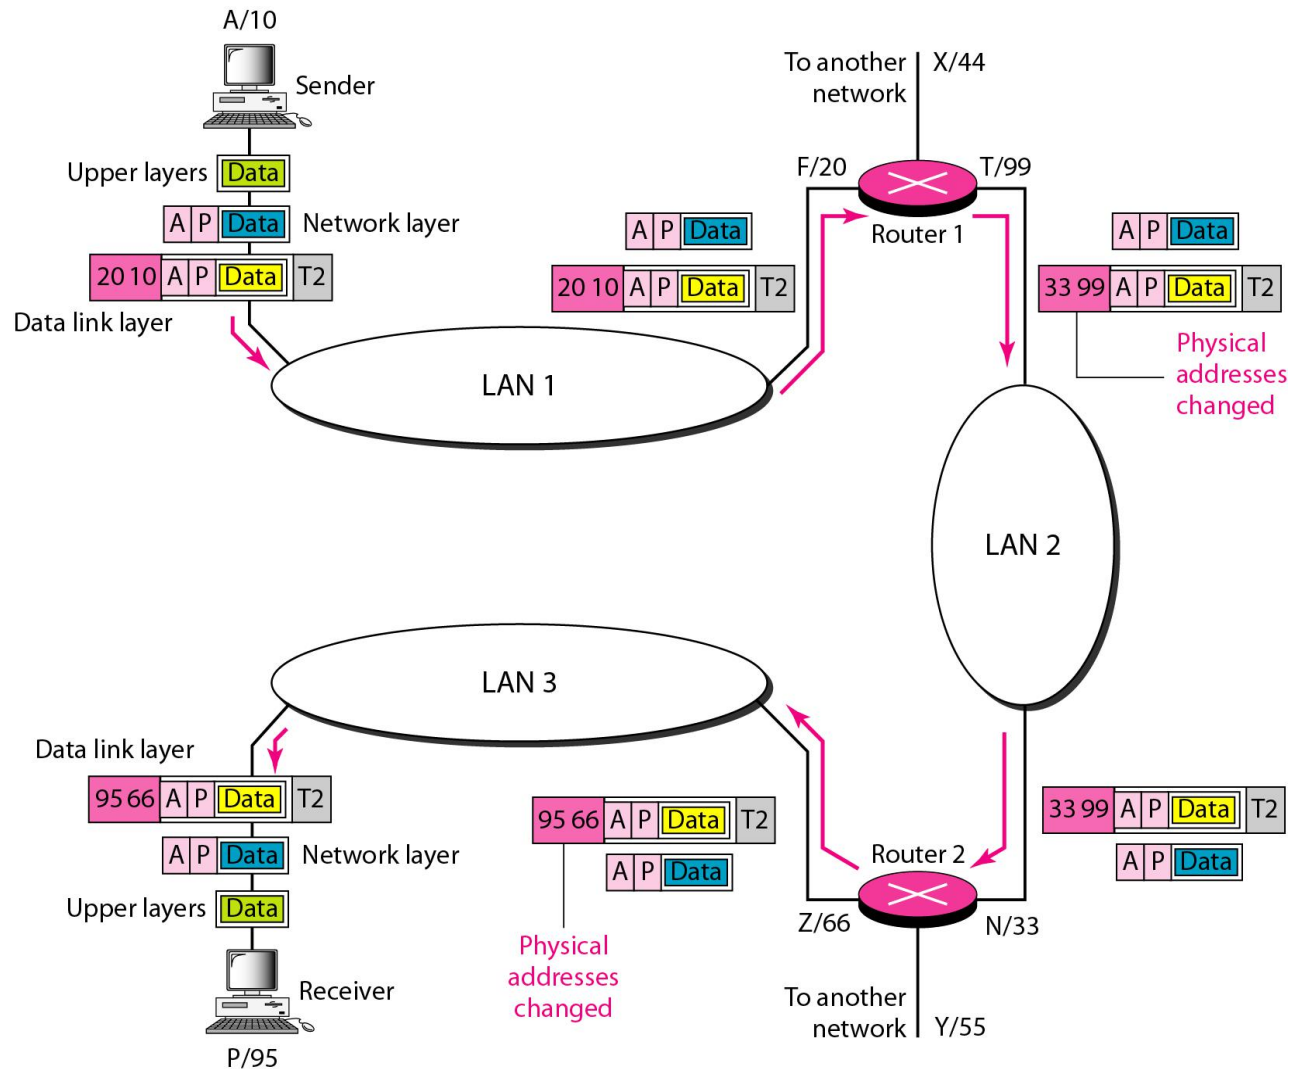 A/10
Sender
Upper layers
Data
A P Data
Network layer
20 10 A P Data T2
Data link layer
LAN 1
To another
network
X/44
F/20
T/99
Router 1
A P Data
20 10 A P Data T2
A P Data
33 99 A P Data T2
Physical
addresses
changed
LAN 2
LAN 3
33 99 A P Data T2
A P Data
Router 2
Z/66
N/33
To another
network
Y/55
95 66 A P Data T2
A P Data
Physical
addresses
changed
Data link layer
95 66 A P Data T2
A P Data
Network layer
Upper layers
Data
Receiver
P/95